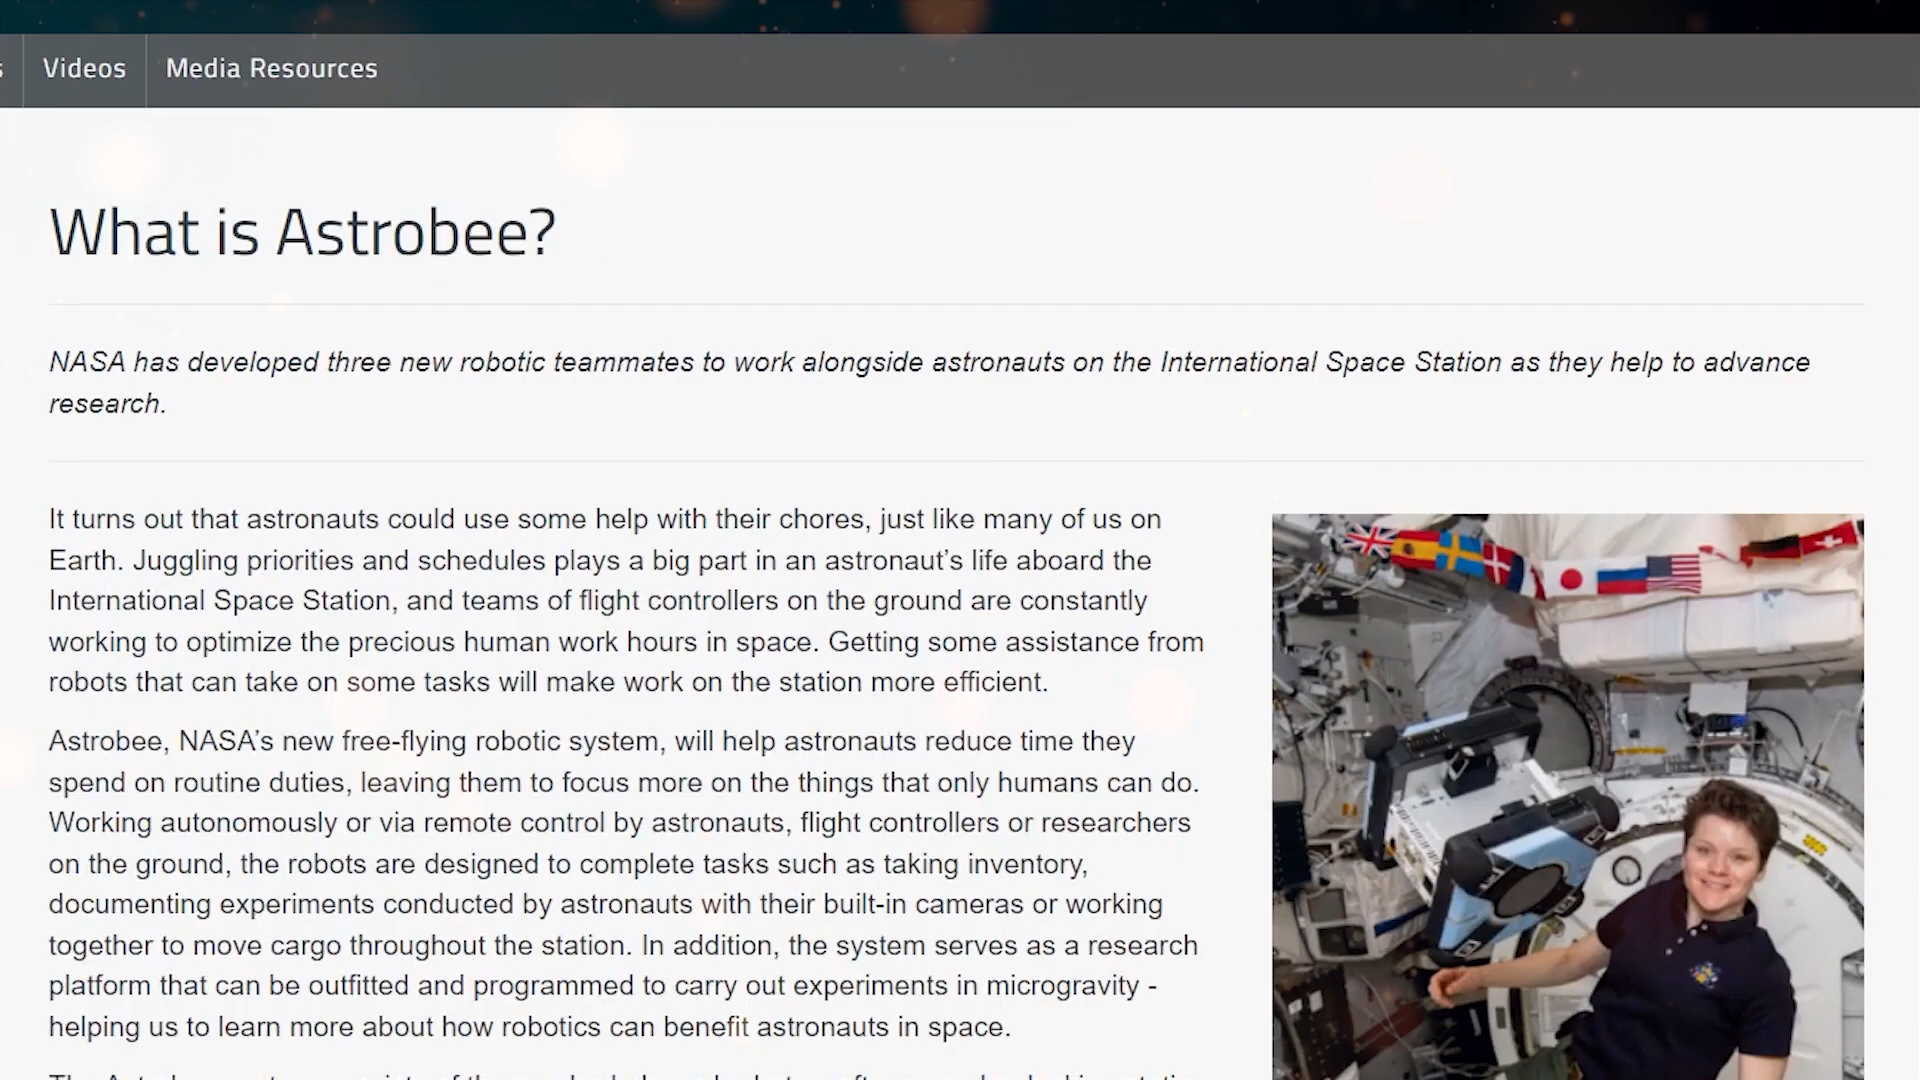 Videos
Media Resources
What is Astrobee?
NASA has developed three new robotic teammates to work alongside astronauts on the International Space Station as they help to advance
research.
It turns out that astronauts could use some help with their chores, just like many of us on
Earth. Juggling priorities and schedules plays a big part in an astronaut’s life aboard the
International Space Station, and teams of flight controllers on the ground are constantly
working to optimize the precious human work hours in space. Getting some assistance from
robots that can take on some tasks will make work on the station more efficient.
Astrobee, NASA’s new free-flying robotic system, will help astronauts reduce time they
spend on routine duties, leaving them to focus more on the things that only humans can do.
Working autonomously or via remote control by astronauts, flight controllers or researchers
on the ground, the robots are designed to complete tasks such as taking inventory,
documenting experiments conducted by astronauts with their built-in cameras or working
together to move cargo throughout the station. In addition, the system serves as a research
platform that can be outfitted and programmed to carry out experiments in microgravity -
helping us to learn more about how robotics can benefit astronauts in space.